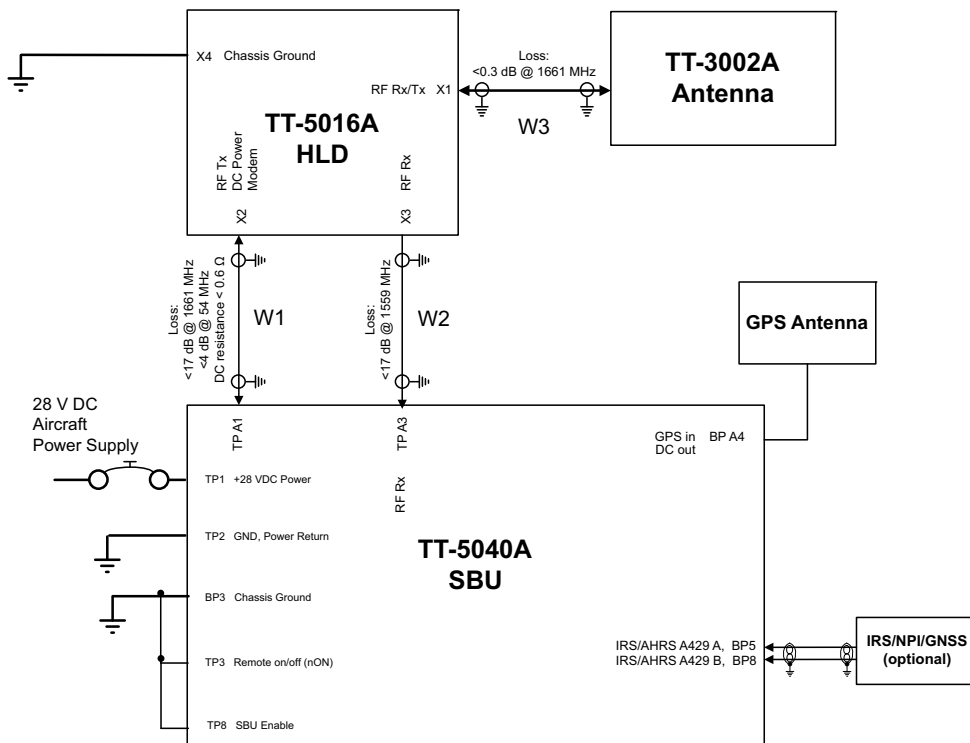 X4 Chassis Ground
RF Rx/Tx X1
TT-5016A
HLD
RF Tx
DC Power
Modem
X2
RF Rx
X3
Loss:
<0.3 dB @ 1661 MHz
W3
TT-3002A
Antenna
Loss:
<17 dB @ 1661 MHz
<4 dB @ 54 MHz
DC resistance < 0.6 Ω
W1
Loss:
<17 dB @ 1559 MHz
W2
GPS Antenna
28 V DC
Aircraft
Power Supply
TP A1
TP A3
RF Rx
GPS in BP A4
DC out
TP1 +28 VDC Power
TP2 GND, Power Return
TT-5040A
SBU
BP3 Chassis Ground
TP3 Remote on/off (nON)
TP8 SBU Enable
IRS/AHRS A429 A, BP5
IRS/AHRS A429 B, BP8
IRS/NPI/GNSS
(optional)